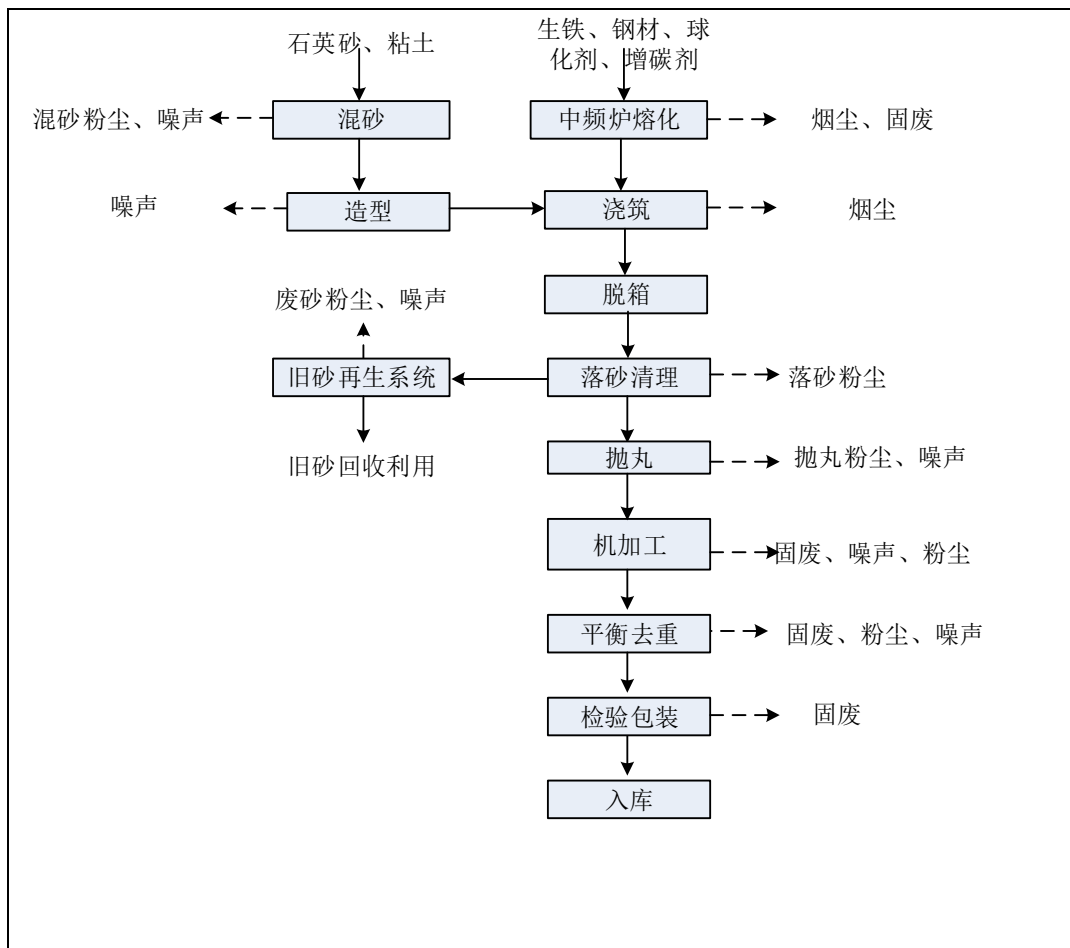 石英砂、粘土
生铁、钢材、球
化剂、增碳剂
混砂粉尘、噪声
混砂
中频炉熔化
烟尘、固废
噪声
造型
浇筑
烟尘
脱箱
废砂粉尘、噪声
旧砂再生系统
落砂清理
落砂粉尘
旧砂回收利用
抛丸
抛丸粉尘、噪声
机加工
固废、噪声、粉尘
平衡去重
固废、粉尘、噪声
检验包装
固废
入库